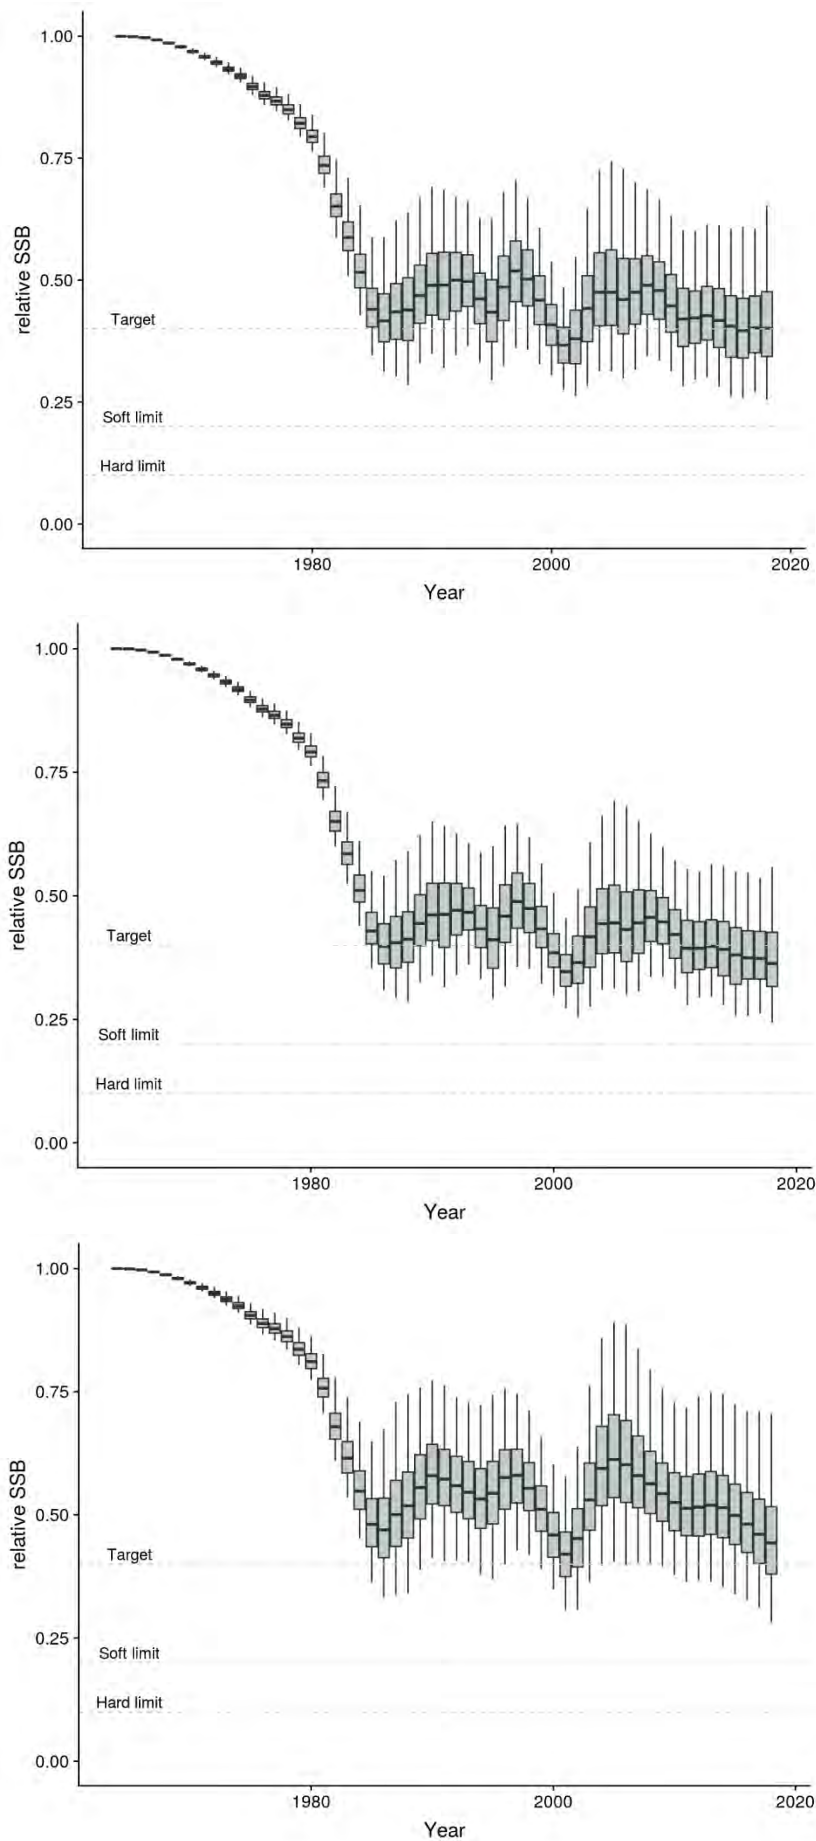 1.00
0.75
0.50
0.25
0.00
relative SSB
Target
Soft limit
Hard limit
1980
2000
2020
Year
1.00
0.75
0.50
0.25
0.00
relative SSB
Target
Soft limit
Hard limit
1980
2000
2020
Year
1.00
0.75
0.50
0.25
0.00
relative SSB
Target
Soft limit
Hard limit
1980
2000
2020
Year